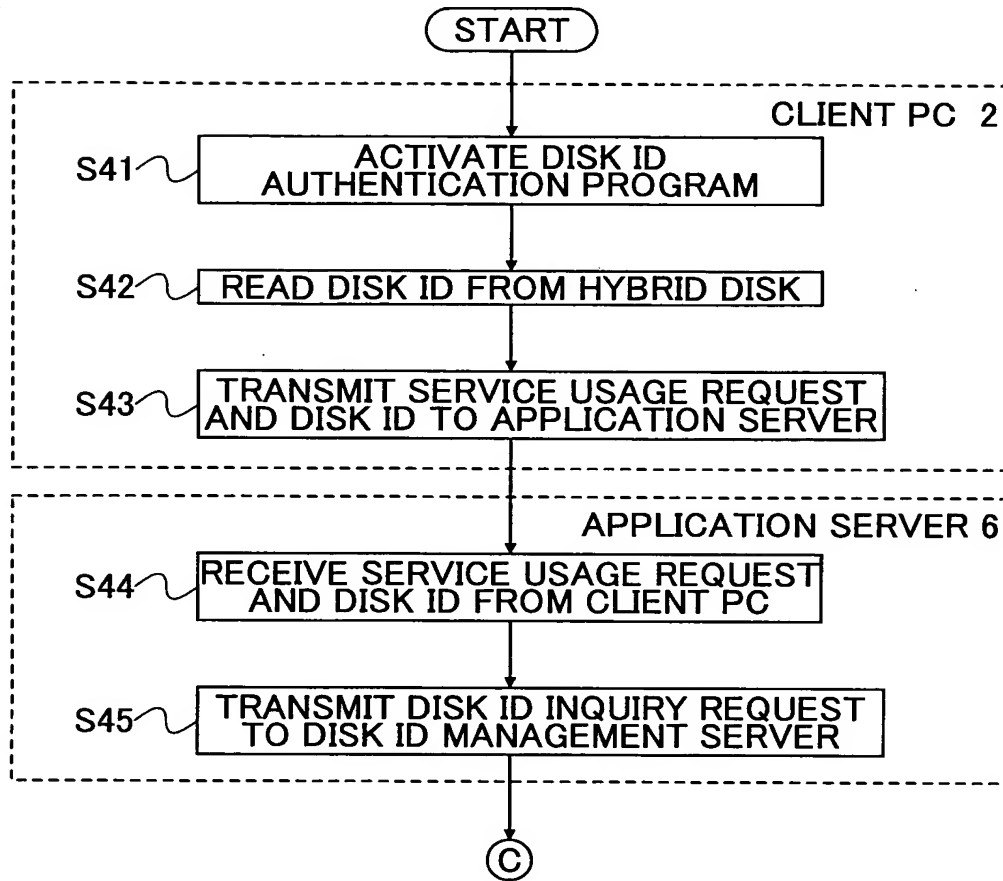 START
CLIENT PC 2
S41
ACTIVATE DISK ID
AUTHENTICATION PROGRAM
S42
READ DISK ID FROM HYBRID DISK
S43
TRANSMIT SERVICE USAGE REQUEST
AND DISK ID TO APPLICATION SERVER
APPLICATION SERVER 6
S44
RECEIVE SERVICE USAGE REQUEST
AND DISK ID FROM CLIENT PC
S45
TRANSMIT DISK ID INQUIRY REQUEST
TO DISK ID MANAGEMENT SERVER
C